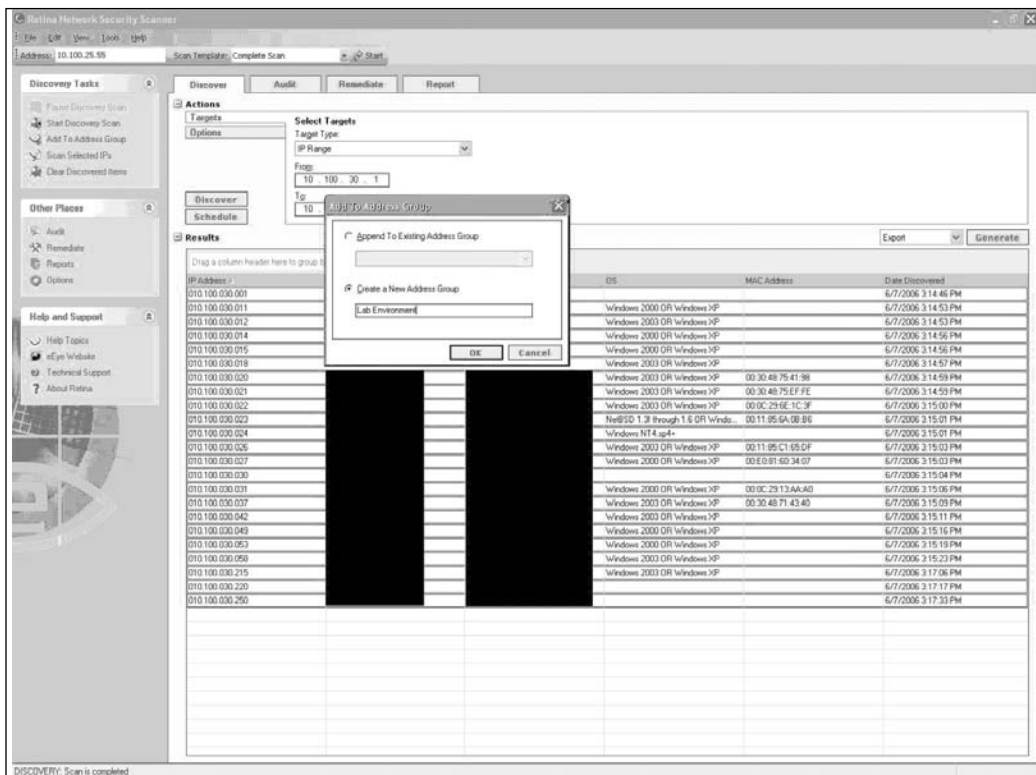 Retina Network Security Scanner
File Edit View Tools Help
Address: 10.100.25.55 Scan Template: Complete Scan Start
Discovery Tasks
Pause Discovery Scan
Start Discovery Scan
Add To Address Group
Scan Selected IPs
Clear Discovered Items
Other Places
Audit
Remediate
Reports
Options
Help and Support
Help Topics
eEye Website
Technical Support
About Retina
Discover Audit Remediate Report
Actions
Targets
Options
Discover
Schedule
Select Targets
Target Type:
IP Range
From:
10 . 100 . 30 . 1
To:
10 .
Add To Address Group
Append To Existing Address Group
Create a New Address Group
Lab Environment
OK Cancel
Results
Export Generate
Drag a column header here to group
IP Address OS MAC Address Date Discovered
010.100.030.001 6/7/2006 3:14:46 PM
010.100.030.011 Windows 2000 OR Windows XP 6/7/2006 3:14:53 PM
010.100.030.012 Windows 2003 OR Windows XP 6/7/2006 3:14:53 PM
010.100.030.014 Windows 2000 OR Windows XP 6/7/2006 3:14:56 PM
010.100.030.015 Windows 2000 OR Windows XP 6/7/2006 3:14:56 PM
010.100.030.018 Windows 2003 OR Windows XP 6/7/2006 3:14:57 PM
010.100.030.020 Windows 2003 OR Windows XP 00:30:48:75:41:98 6/7/2006 3:14:59 PM
010.100.030.021 Windows 2003 OR Windows XP 00:30:48:75:EF:FE 6/7/2006 3:14:59 PM
010.100.030.022 Windows 2003 OR Windows XP 00:0C:29:6E:1C:3F 6/7/2006 3:15:00 PM
010.100.030.023 NetBSD 1.3I through 1.6 OR Windo... 00:11:85:6A:0B:B6 6/7/2006 3:15:01 PM
010.100.030.024 Windows NT4.sp4+ 6/7/2006 3:15:01 PM
010.100.030.026 Windows 2003 OR Windows XP 00:11:85:C1:65:DF 6/7/2006 3:15:03 PM
010.100.030.027 Windows 2000 OR Windows XP 00:E0:81:60:34:07 6/7/2006 3:15:03 PM
010.100.030.030 6/7/2006 3:15:04 PM
010.100.030.031 Windows 2000 OR Windows XP 00:0C:29:13:AA:A0 6/7/2006 3:15:06 PM
010.100.030.037 Windows 2003 OR Windows XP 00:30:48:71:43:40 6/7/2006 3:15:09 PM
010.100.030.042 Windows 2003 OR Windows XP 6/7/2006 3:15:11 PM
010.100.030.049 Windows 2000 OR Windows XP 6/7/2006 3:15:16 PM
010.100.030.053 Windows 2000 OR Windows XP 6/7/2006 3:15:19 PM
010.100.030.058 Windows 2003 OR Windows XP 6/7/2006 3:15:23 PM
010.100.030.215 Windows 2003 OR Windows XP 6/7/2006 3:17:06 PM
010.100.030.220 6/7/2006 3:17:17 PM
010.100.030.250 6/7/2006 3:17:33 PM
DISCOVERY: Scan is completed